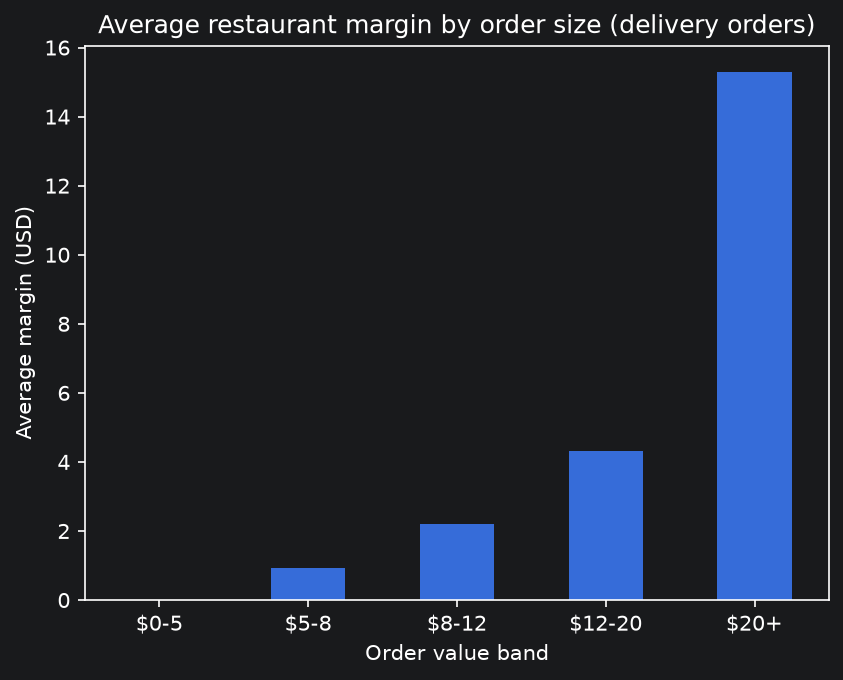 Average restaurant margin by order size (delivery orders)
Average margin (USD)
16
14
12
10
8
6
4
2
0
$0-5 $5-8 $8-12 $12-20 $20+
Order value band